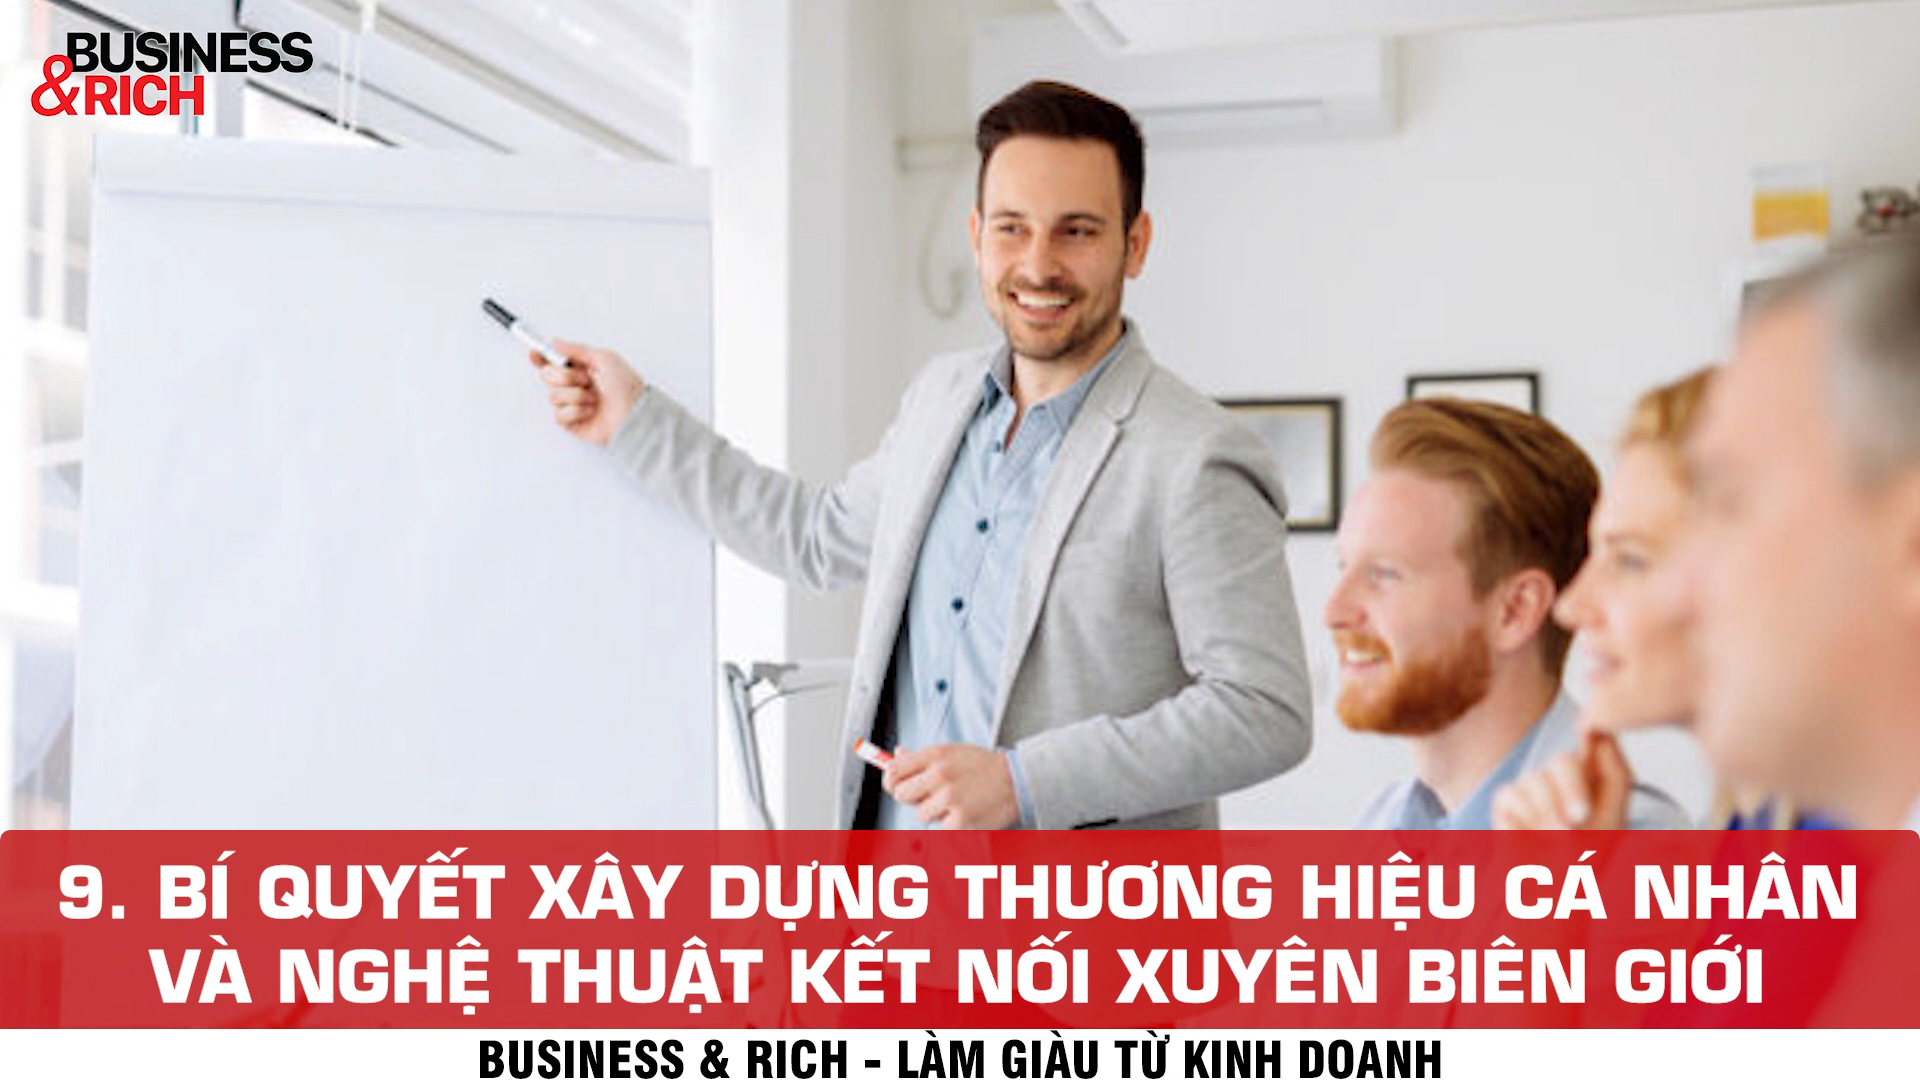 BUSINESS
&RICH
9. BÍ QUYẾT XÂY DỰNG THƯƠNG HIỆU CÁ NHÂN
VÀ NGHỆ THUẬT KẾT NỐI XUYÊN BIÊN GIỚI
BUSINESS & RICH - LÀM GIÀU TỪ KINH DOANH